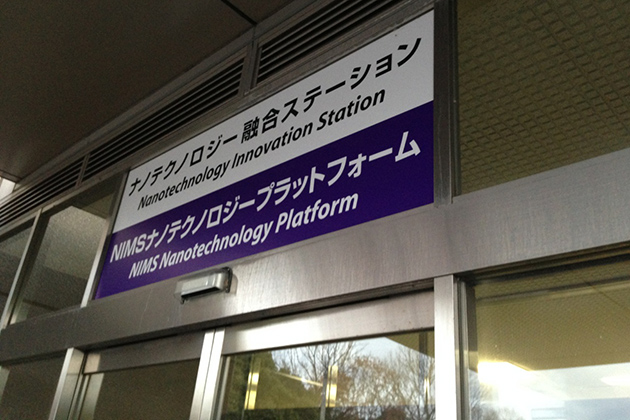 ナノテクノロジー融合ステーション
Nanotechnology Innovation Station
NIMSナノテクノロジープラットフォーム
NIMS Nanotechnology Platform